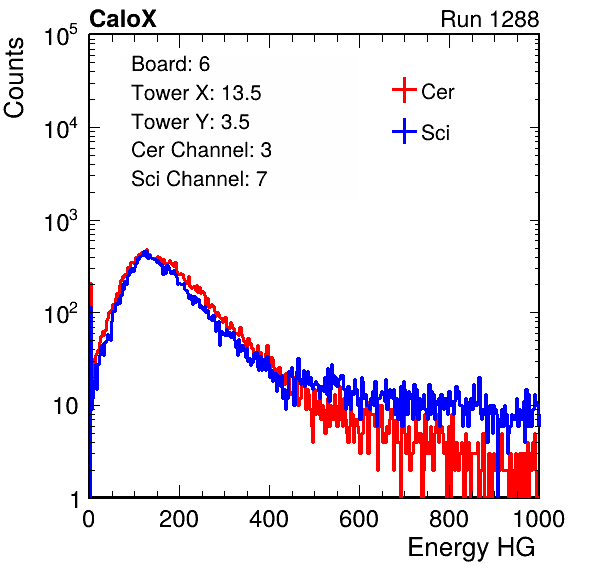 CaloX Run 1288
Counts
10^5
10^4
10^3
10^2
10
1
Board: 6
Tower X: 13.5
Tower Y: 3.5
Cer Channel: 3
Sci Channel: 7
Cer
Sci
0 200 400 600 800 1000
Energy HG